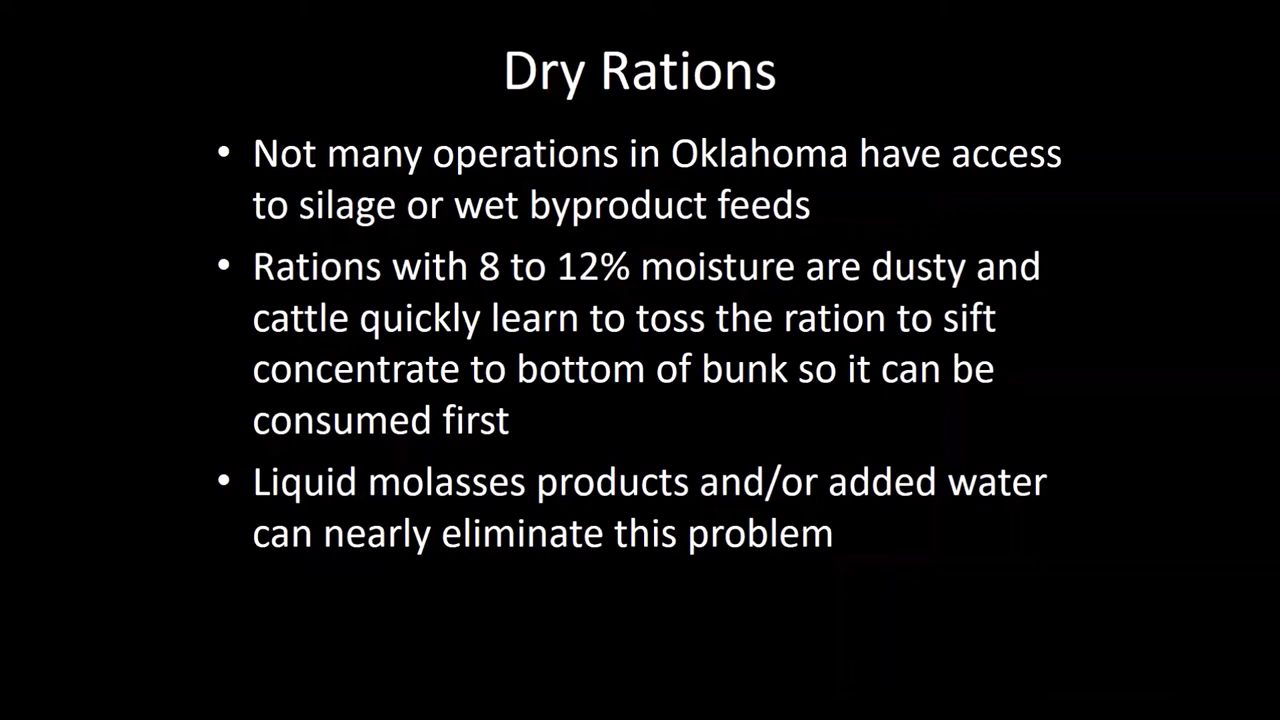 Dry Rations
• Not many operations in Oklahoma have access
to silage or wet byproduct feeds
• Rations with 8 to 12% moisture are dusty and
cattle quickly learn to toss the ration to sift
concentrate to bottom of bunk so it can be
consumed first
• Liquid molasses products and/or added water
can nearly eliminate this problem